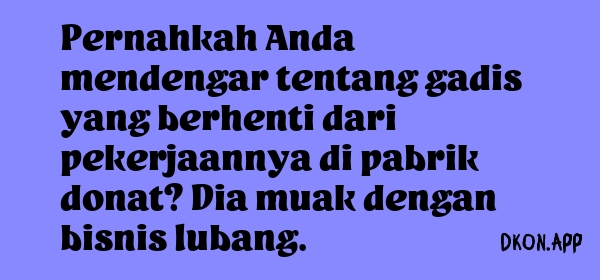 Pernahkah Anda
mendengar tentang gadis
yang berhenti dari
pekerjaannya di pabrik
donat? Dia muak dengan
bisnis lubang.
DKON.APP